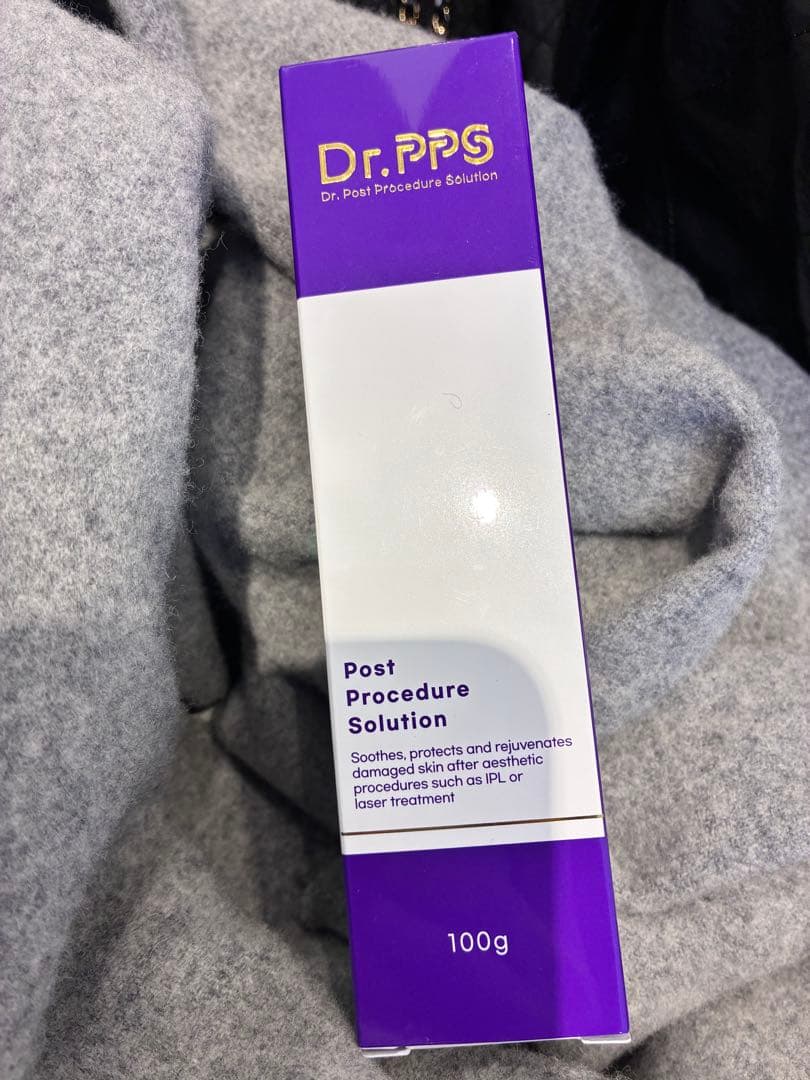 Dr.PPS
Dr. Post Procedure Solution
Post
Procedure
Solution
Soothes, protects and rejuvenates
damaged skin after aesthetic
procedures such as IPL or
laser treatment
100g